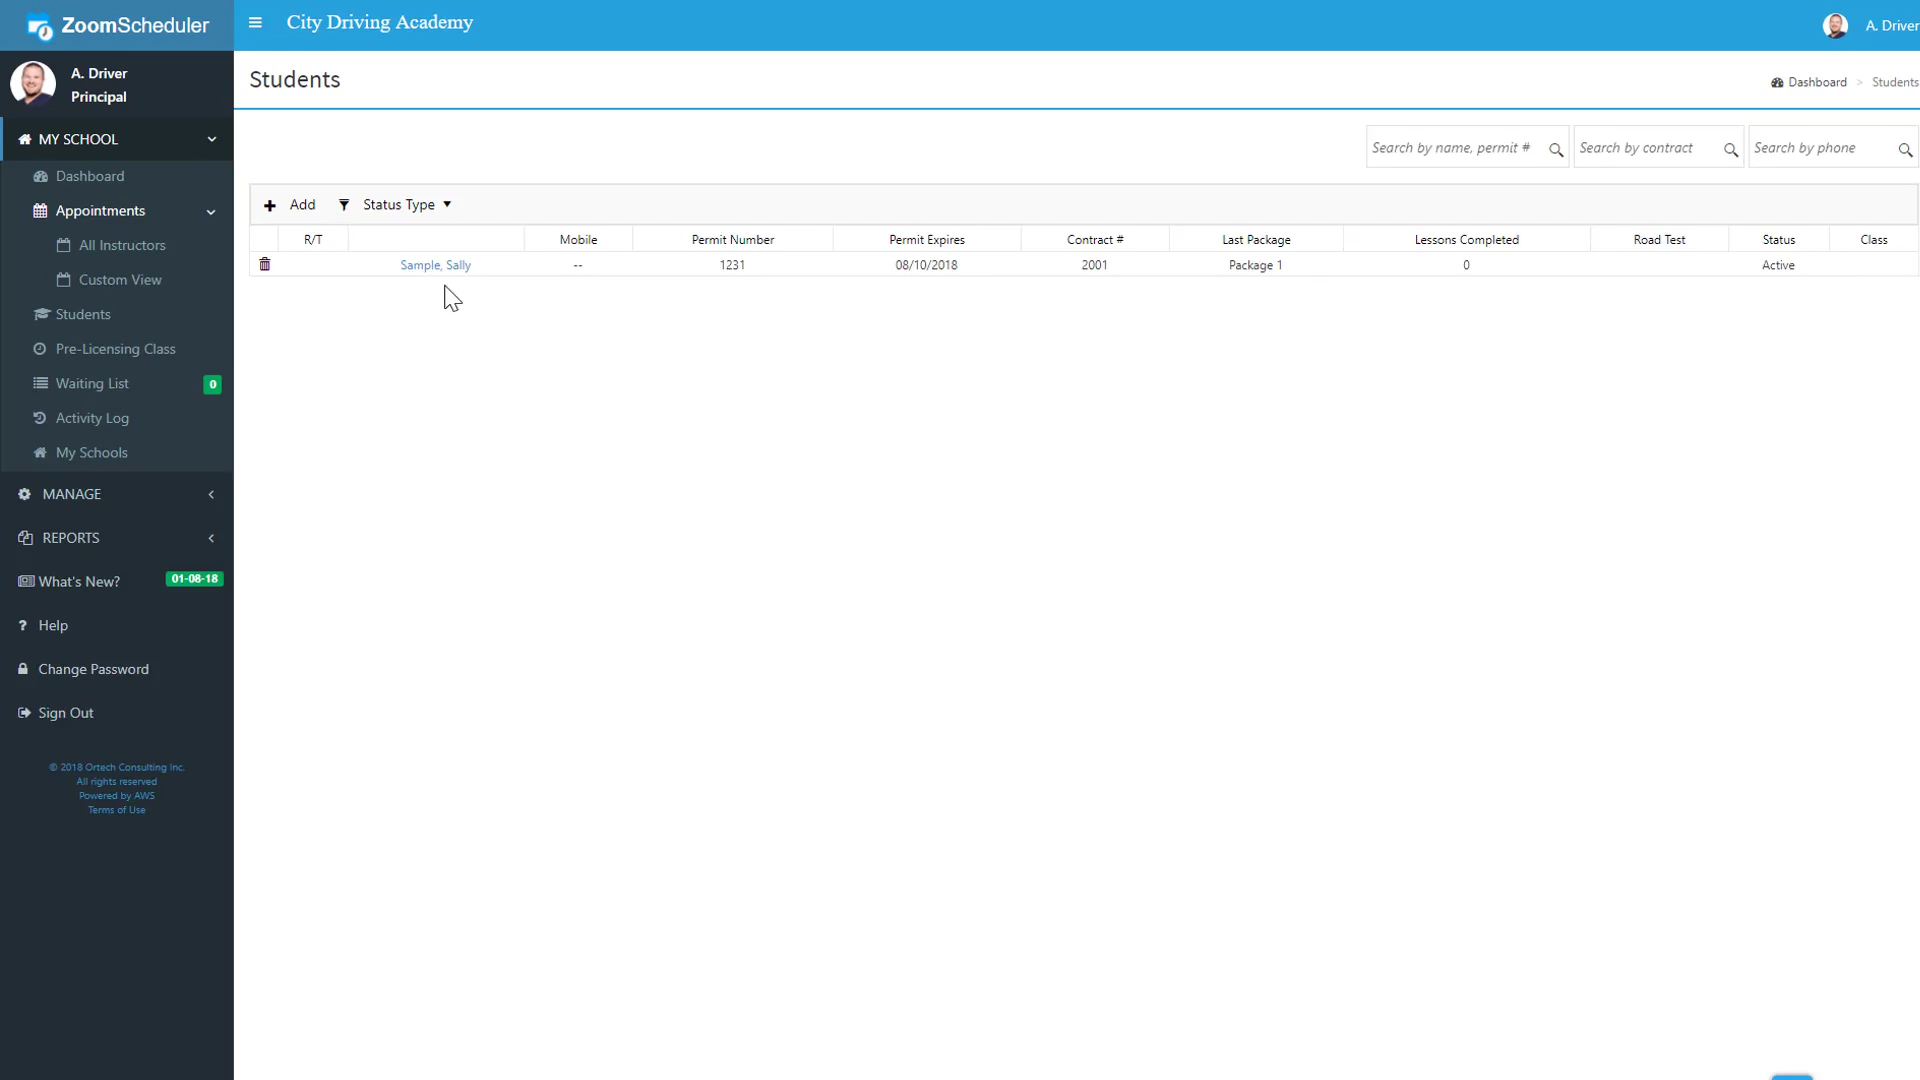 ZoomScheduler
City Driving Academy
A. Driver
A. Driver
Principal
Students
Dashboard > Students
MY SCHOOL
Dashboard
Appointments
All Instructors
Custom View
Students
Pre-Licensing Class
Waiting List 0
Activity Log
My Schools
MANAGE
REPORTS
What's New? 01-08-18
? Help
Change Password
Sign Out
© 2018 Ortech Consulting Inc.
All rights reserved
Powered by AWS
Terms of Use
Search by name, permit # Search by contract Search by phone
Add Status Type
R/T Mobile Permit Number Permit Expires Contract # Last Package Lessons Completed Road Test Status Class
Sample, Sally -- 1231 08/10/2018 2001 Package 1 0 Active